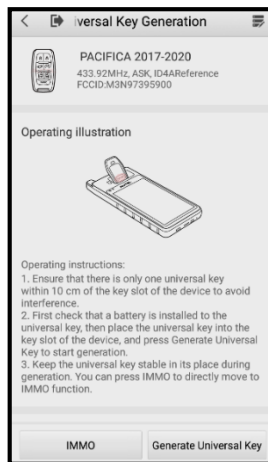 iversal Key Generation
PACIFICA 2017-2020
433.92MHz, ASK, ID4AReference
FCCID:M3N97395900
Operating illustration
Operating instructions:
1. Ensure that there is only one universal key
within 10 cm of the key slot of the device to avoid
interference.
2. First check that a battery is installed to the
universal key, then place the universal key into the
key slot of the device, and press Generate Universal
Key to start generation.
3. Keep the universal key stable in its place during
generation. You can press IMMO to directly move to
IMMO function.
IMMO
Generate Universal Key